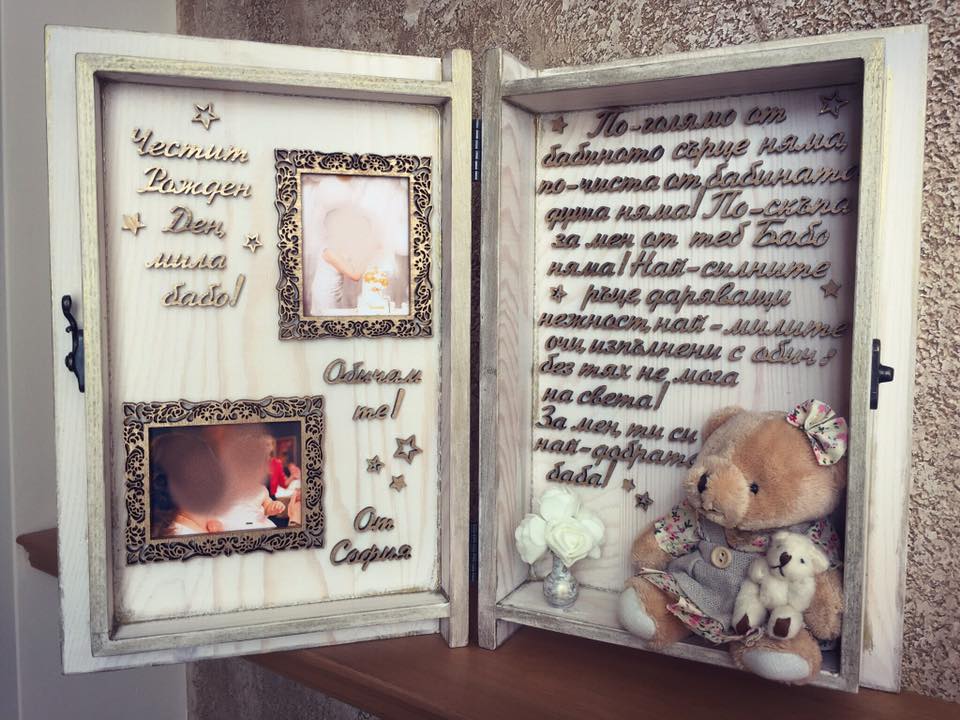 Честит
Рожден
Ден,
мила
бабо!
Обичам
те!
От
София
По-голямо от
бабиното сърце няма,
по-чиста от бабината
душа няма! По-скъпа
за мен от теб Бабо
няма! Най-силните
ръце, даряващи
нежност, най-милите
очи, изпълнени с обич:
без тях не мога
на света!
За мен, ти си
най-добрата
баба!